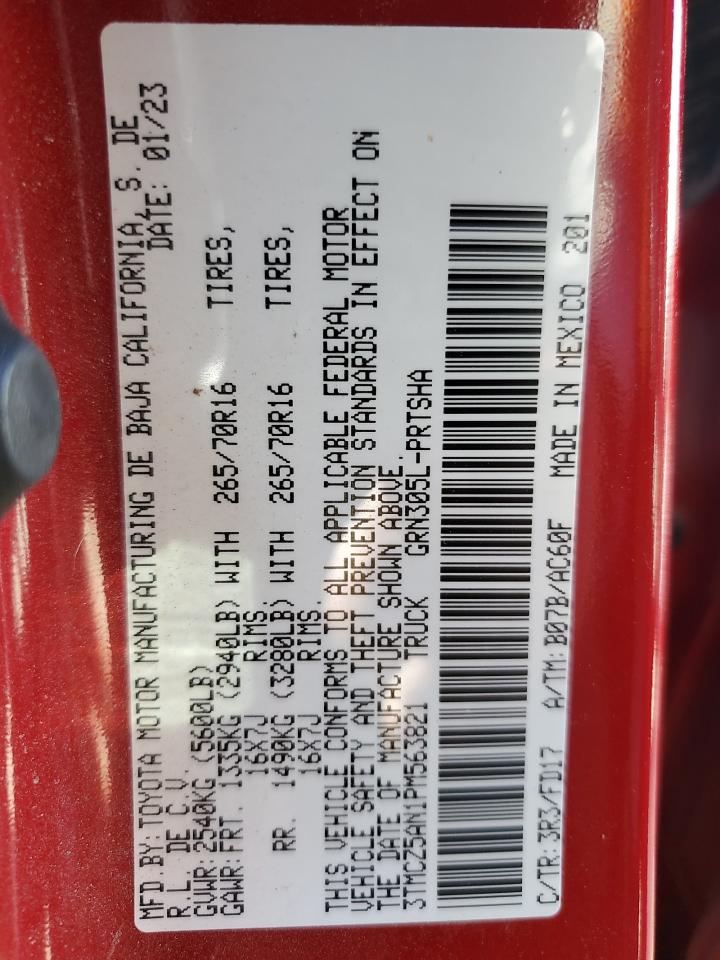 MFD.BY:TOYOTA MOTOR MANUFACTURING DE BAJA CALIFORNIA, S. DE
R.L. DE C.V. DATE: 01/23
GVWR:2540KG (5600LB)
GAWR:FRT. 1335KG (2940LB) WITH 265/70R16 TIRES,
16X7J RIMS.
RR. 1490KG (3280LB) WITH 265/70R16 TIRES,
16X7J RIMS.
THIS VEHICLE CONFORMS TO ALL APPLICABLE FEDERAL MOTOR
VEHICLE SAFETY AND THEFT PREVENTION STANDARDS IN EFFECT ON
THE DATE OF MANUFACTURE SHOWN ABOVE.
3TMCZ5AN1PM563821 TRUCK GRN305L-PRTSHA
C/TR:3R3/FD17 A/TM:B07B/AC60F MADE IN MEXICO 201